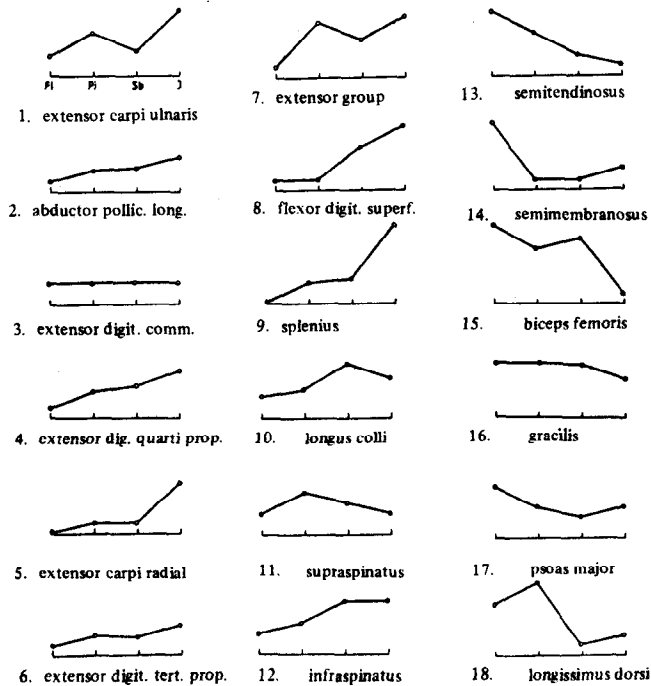 Pl Pj Sb J
1. extensor carpi ulnaris
2. abductor pollic. long.
3. extensor digit. comm.
4. extensor dig. quarti prop.
5. extensor carpi radial
6. extensor digit. tert. prop.
7. extensor group
8. flexor digit. superf.
9. splenius
10. longus colli
11. supraspinatus
12. infraspinatus
13. semitendinosus
14. semimembranosus
15. biceps femoris
16. gracilis
17. psoas major
18. longissimus dorsi